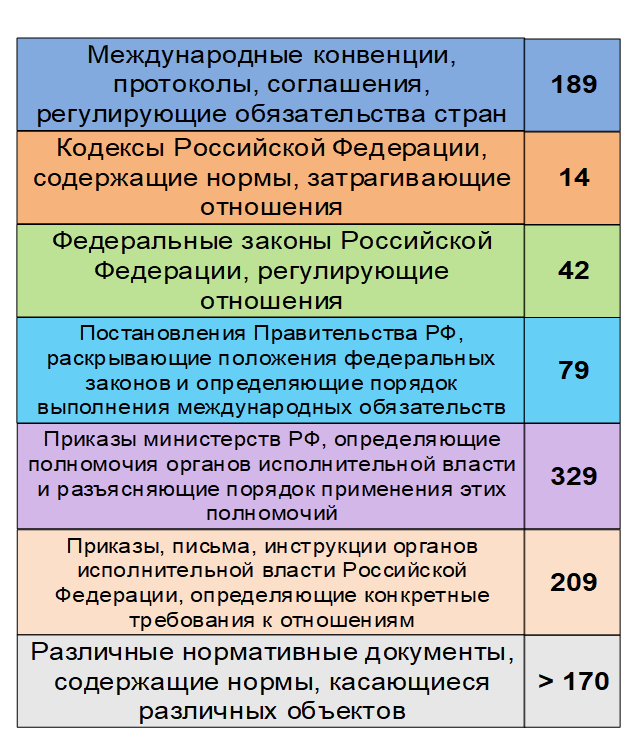 Международные конвенции,
протоколы, соглашения,
регулирующие обязательства стран
189
Кодексы Российской Федерации,
содержащие нормы, затрагивающие
отношения
14
Федеральные законы Российской
Федерации, регулирующие
отношения
42
Постановления Правительства РФ,
раскрывающие положения федеральных
законов и определяющие порядок
выполнения международных обязательств
79
Приказы министерств РФ, определяющие
полномочия органов исполнительной власти
и разъясняющие порядок применения этих
полномочий
329
Приказы, письма, инструкции органов
исполнительной власти Российской
Федерации, определяющие конкретные
требования к отношениям
209
Различные нормативные документы,
содержащие нормы, касающиеся
различных объектов
> 170